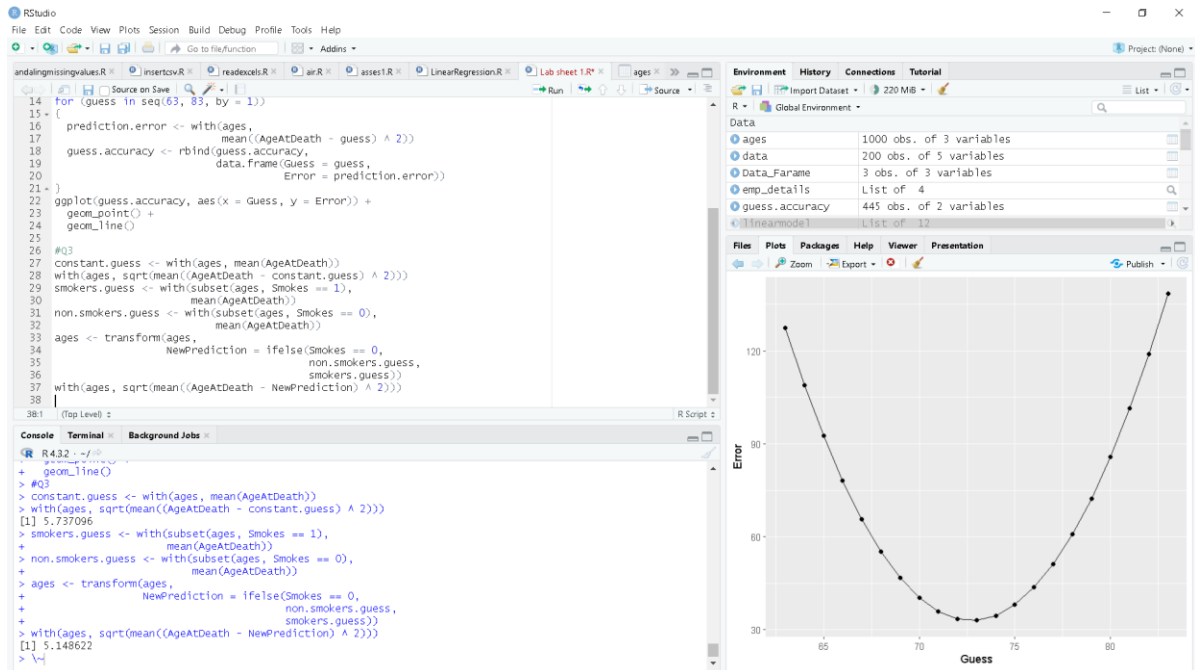 RStudio
File Edit Code View Plots Session Build Debug Profile Tools Help
Go to file/function Addins Project: (None)
andalingmissingvalues.R insertcsv.R readexcels.R air.R asses1.R LinearRegression.R Lab sheet 1.R* ages
Source on Save Run Source
14 for (guess in seq(63, 83, by = 1))
15 {
16 prediction.error <- with(ages,
17 mean((AgeAtDeath - guess) ^ 2))
18 guess.accuracy <- rbind(guess.accuracy,
19 data.frame(Guess = guess,
20 Error = prediction.error))
21 }
22 ggplot(guess.accuracy, aes(x = Guess, y = Error)) +
23 geom_point() +
24 geom_line()
25
26 #Q3
27 constant.guess <- with(ages, mean(AgeAtDeath))
28 with(ages, sqrt(mean((AgeAtDeath - constant.guess) ^ 2)))
29 smokers.guess <- with(subset(ages, Smokes == 1),
30 mean(AgeAtDeath))
31 non.smokers.guess <- with(subset(ages, Smokes == 0),
32 mean(AgeAtDeath))
33 ages <- transform(ages,
34 NewPrediction = ifelse(Smokes == 0,
35 non.smokers.guess,
36 smokers.guess))
37 with(ages, sqrt(mean((AgeAtDeath - NewPrediction) ^ 2)))
38
38:1 (Top Level) R Script
Console Terminal Background Jobs
R 4.3.2 · ~/
+ geom_point() +
+ geom_line()
> #Q3
> constant.guess <- with(ages, mean(AgeAtDeath))
> with(ages, sqrt(mean((AgeAtDeath - constant.guess) ^ 2)))
[1] 5.737096
> smokers.guess <- with(subset(ages, Smokes == 1),
+ mean(AgeAtDeath))
> non.smokers.guess <- with(subset(ages, Smokes == 0),
+ mean(AgeAtDeath))
> ages <- transform(ages,
+ NewPrediction = ifelse(Smokes == 0,
+ non.smokers.guess,
+ smokers.guess))
> with(ages, sqrt(mean((AgeAtDeath - NewPrediction) ^ 2)))
[1] 5.148622
> \~
Environment History Connections Tutorial
Import Dataset 220 MiB List
R Global Environment
Data
ages 1000 obs. of 3 variables
data 200 obs. of 5 variables
Data_Farame 3 obs. of 3 variables
emp_details List of 4
guess.accuracy 445 obs. of 2 variables
linearmodel List of 12
Files Plots Packages Help Viewer Presentation
Zoom Export Publish
120
90
60
30
Error
65 70 75 80
Guess